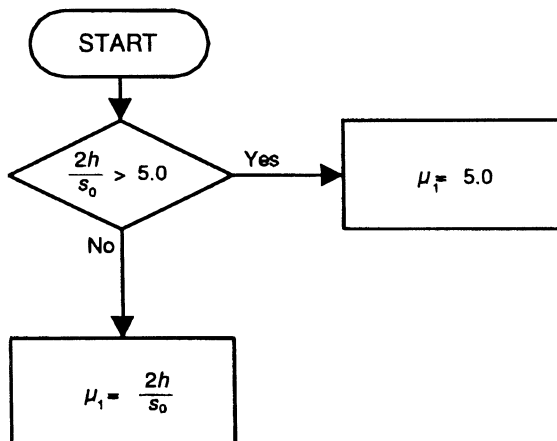 START
2h/s₀ > 5.0
Yes
μ₁= 5.0
No
μ₁= 2h/s₀